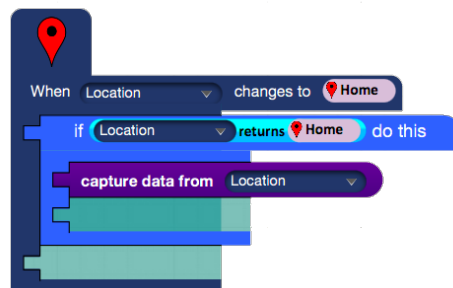 When Location changes to Home
if Location returns Home do this
capture data from Location